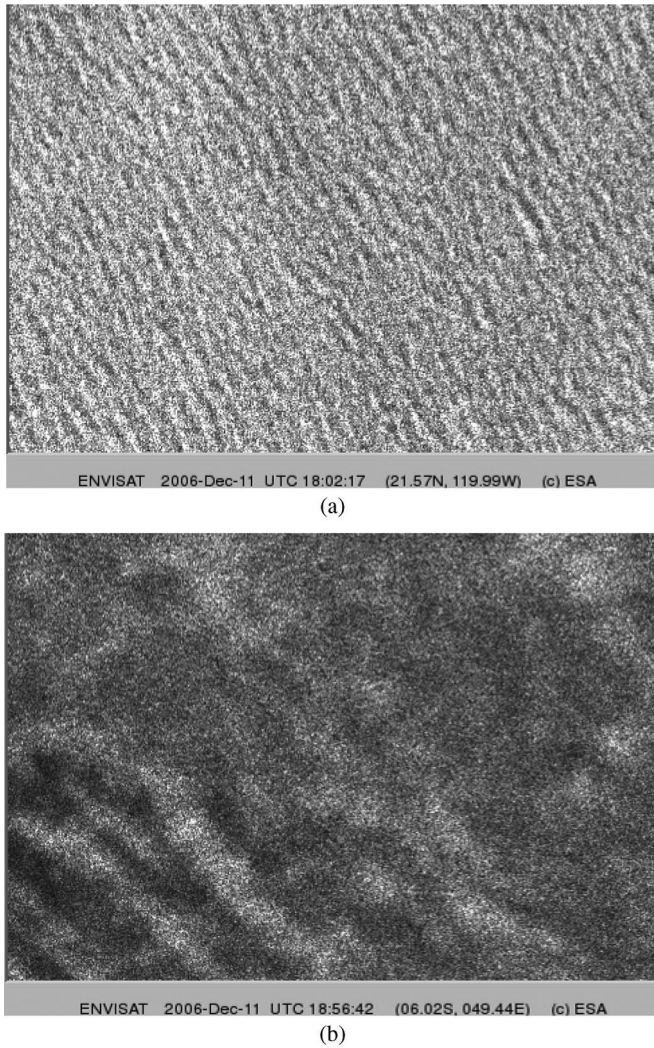 ENVISAT 2006-Dec-11 UTC 18:02:17 (21.57N, 119.99W) (c) ESA
(a)
ENVISAT 2006-Dec-11 UTC 18:56:42 (06.02S, 049.44E) (c) ESA
(b)